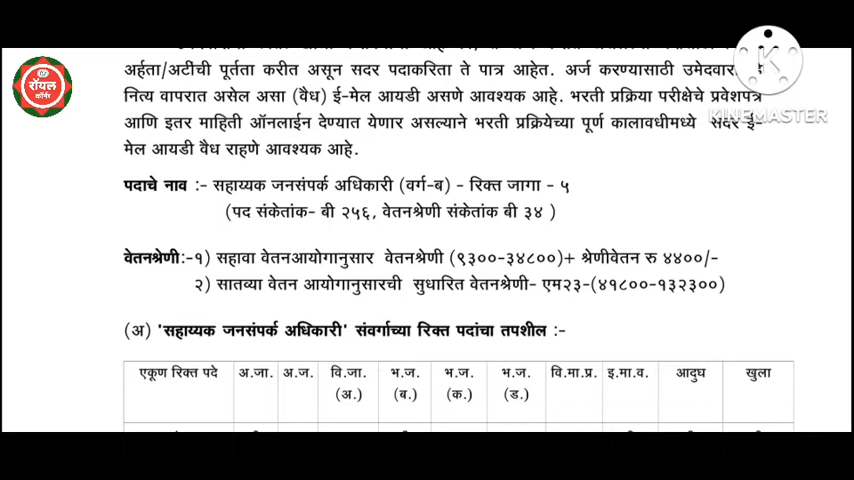 अर्हता/अटीची पूर्तता करीत असून सदर पदाकरिता ते पात्र आहेत. अर्ज करण्यासाठी
नित्य वापरात असेल असा (वैध) ई-मेल आयडी असणे आवश्यक आहे. भरती प्रक्रिया परीक्षेचे प्रवेशपत्र
आणि इतर माहिती ऑनलाईन देण्यात येणार असल्याने भरती प्रक्रियेच्या पूर्ण कालावधीमध्ये सदर ई-
मेल आयडी वैध राहणे आवश्यक आहे.
पदाचे नाव :- सहाय्यक जनसंपर्क अधिकारी (वर्ग-ब) - रिक्त जागा - ५
(पद संकेतांक- बी २५६, वेतनश्रेणी संकेतांक बी ३४ )
वेतनश्रेणी:-१) सहावा वेतनआयोगानुसार वेतनश्रेणी (९३००-३४८००)+ श्रेणीवेतन रु ४४००/-
२) सातव्या वेतन आयोगानुसारची सुधारित वेतनश्रेणी- एम२३-(४१८००-१३२३००)
(अ) 'सहाय्यक जनसंपर्क अधिकारी' संवर्गाच्या रिक्त पदांचा तपशील :-
एकूण रिक्त पदे अ.जा. अ.ज. वि.जा. (अ.) भ.ज. (ब.) भ.ज. (क.) भ.ज. (ड.) वि.मा.प्र. इ.मा.व. आदुघ खुला
रॉयल
कॉर्नर
KINEMASTER